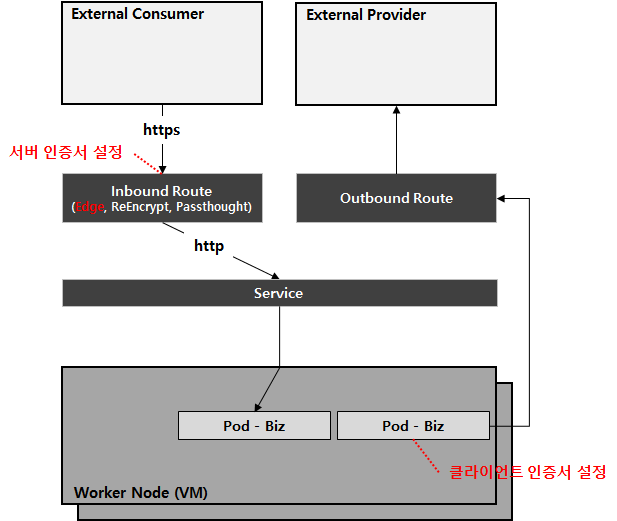 External Consumer
External Provider
https
서버 인증서 설정
Inbound Route
(Edge, ReEncrypt, Passthought)
Outbound Route
http
Service
Pod - Biz
Pod - Biz
클라이언트 인증서 설정
Worker Node (VM)